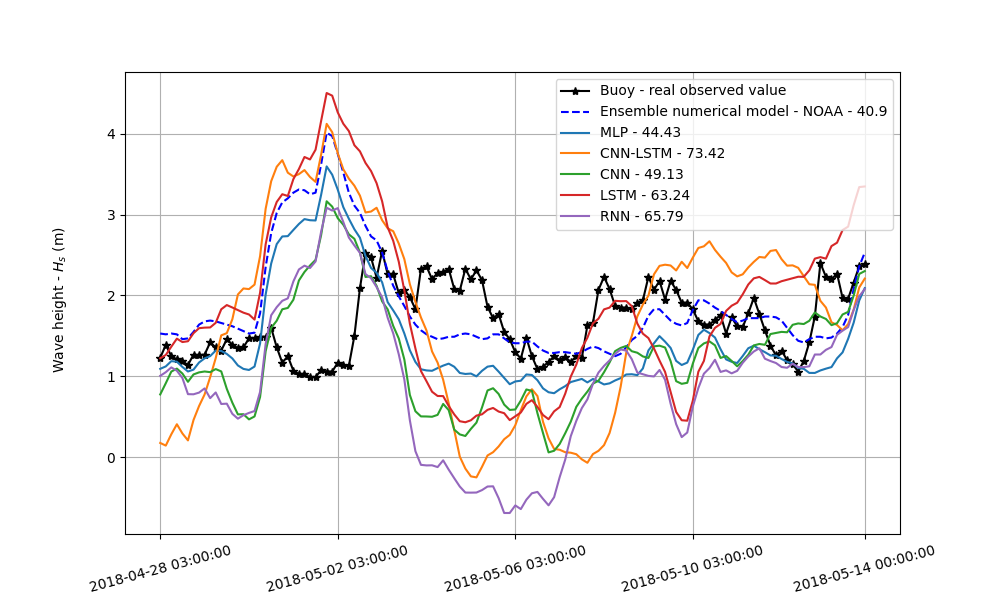 Buoy - real observed value
Ensemble numerical model - NOAA - 40.9
MLP - 44.43
CNN-LSTM - 73.42
CNN - 49.13
LSTM - 63.24
RNN - 65.79
Wave height - Hₛ (m)
4
3
2
1
0
2018-04-28 03:00:00
2018-05-02 03:00:00
2018-05-06 03:00:00
2018-05-10 03:00:00
2018-05-14 00:00:00